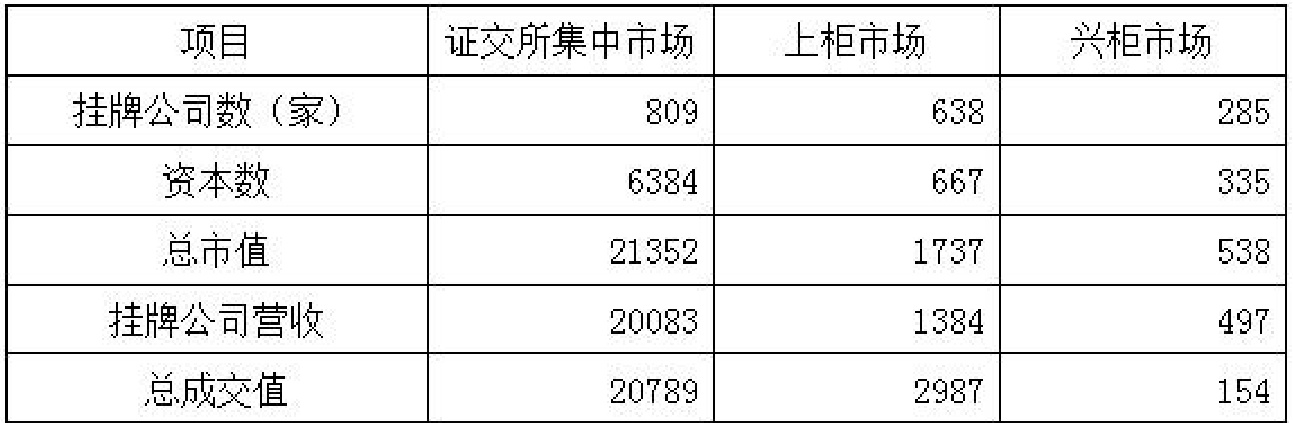 项目 证交所集中市场 上柜市场 兴柜市场
挂牌公司数（家） 809 638 285
资本数 6384 667 335
总市值 21352 1737 538
挂牌公司营收 20083 1384 497
总成交值 20789 2987 154